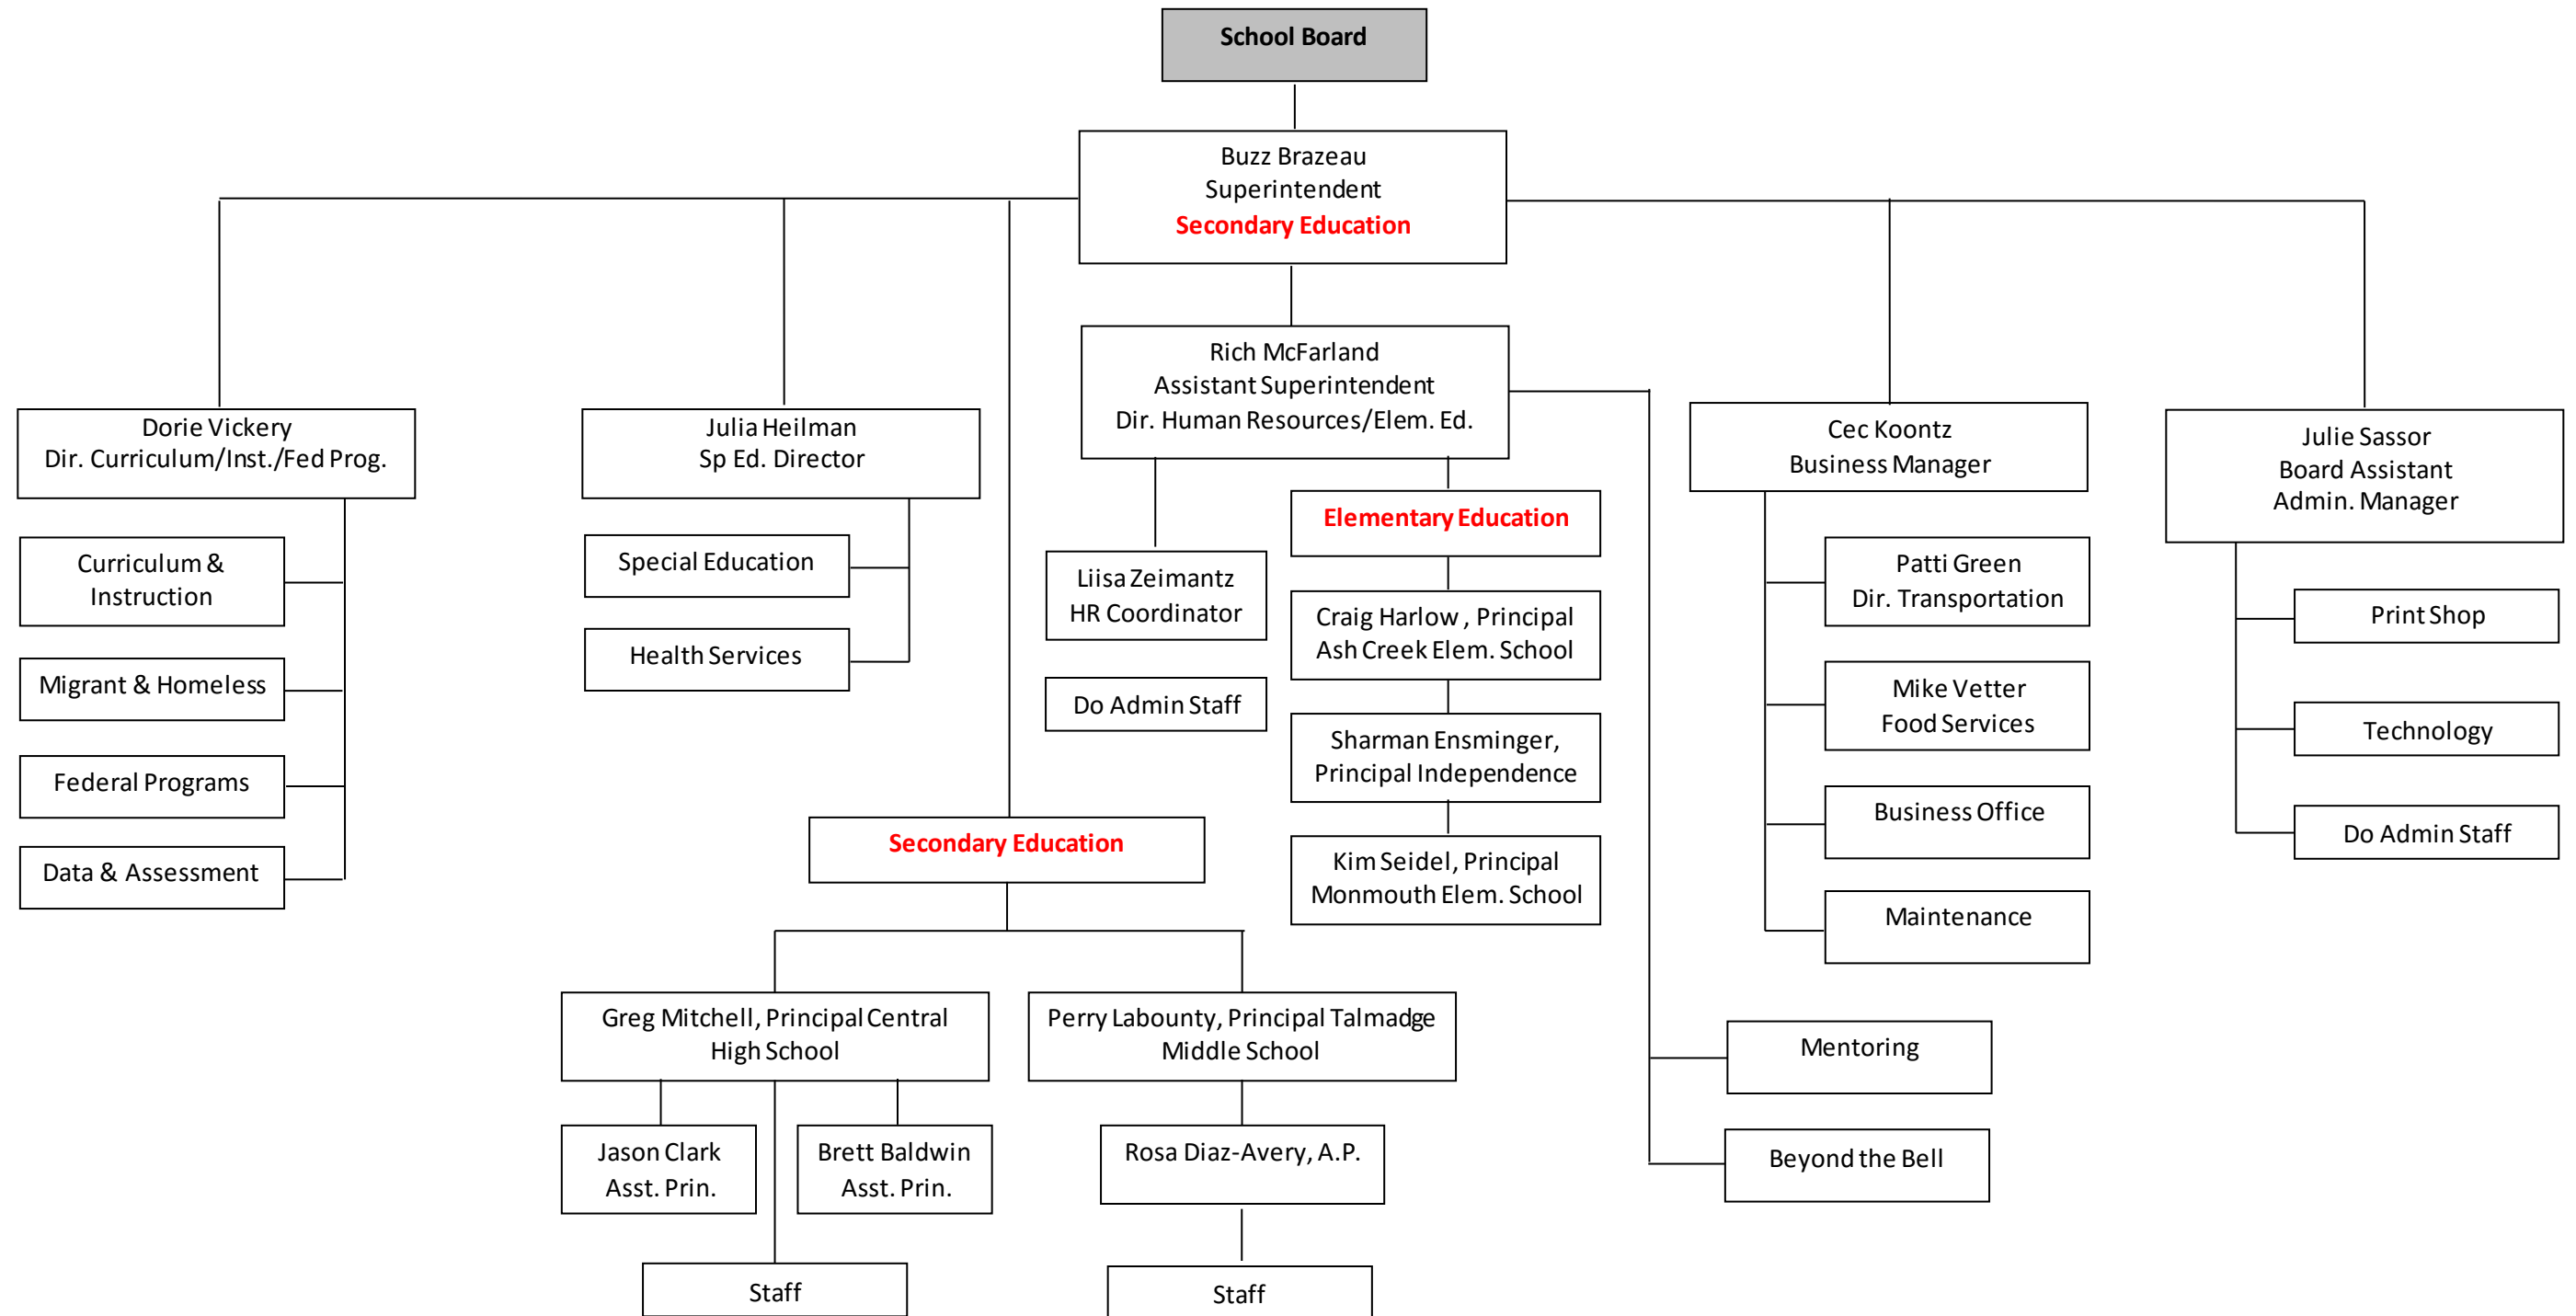 School Board
Buzz Brazeau
Superintendent
Secondary Education
Rich McFarland
Assistant Superintendent
Dir. Human Resources/Elem. Ed.
Dorie Vickery
Dir. Curriculum/Inst./Fed Prog.
Curriculum &
Instruction
Migrant & Homeless
Federal Programs
Data & Assessment
Julia Heilman
Sp Ed. Director
Special Education
Health Services
Liisa Zeimantz
HR Coordinator
Do Admin Staff
Elementary Education
Craig Harlow , Principal
Ash Creek Elem. School
Sharman Ensminger,
Principal Independence
Kim Seidel, Principal
Monmouth Elem. School
Cec Koontz
Business Manager
Patti Green
Dir. Transportation
Mike Vetter
Food Services
Business Office
Maintenance
Julie Sassor
Board Assistant
Admin. Manager
Print Shop
Technology
Do Admin Staff
Secondary Education
Greg Mitchell, Principal Central
High School
Jason Clark
Asst. Prin.
Brett Baldwin
Asst. Prin.
Staff
Perry Labounty, Principal Talmadge
Middle School
Rosa Diaz-Avery, A.P.
Staff
Mentoring
Beyond the Bell